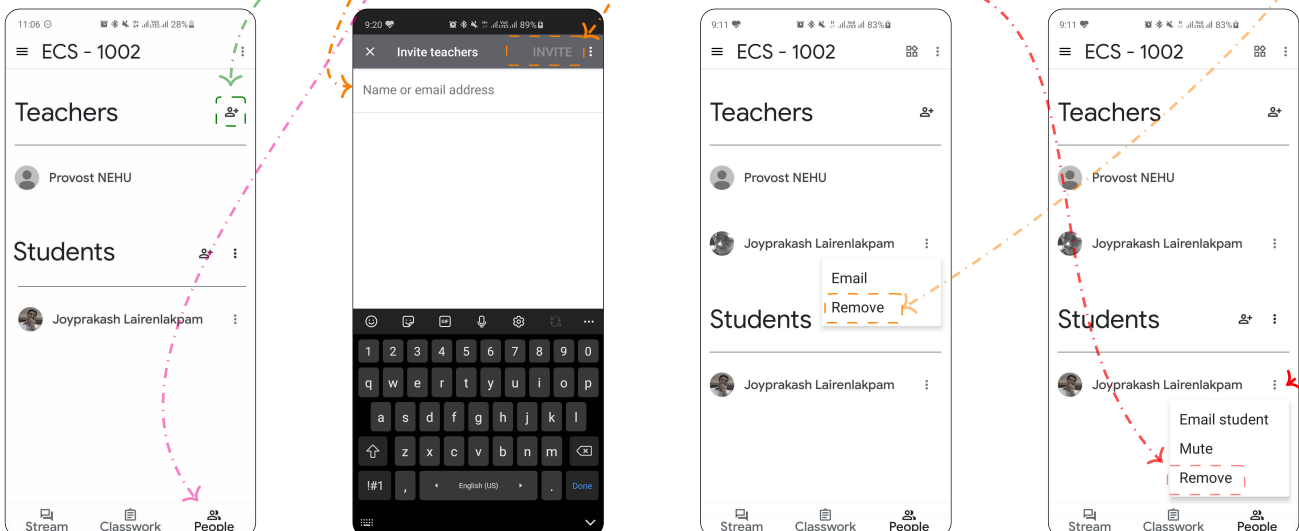 11:06 28%
ECS - 1002
Teachers
Provost NEHU
Students
Joyprakash Lairenlakpam
Stream Classwork People
9:20 89%
Invite teachers INVITE
Name or email address
GIF
1 2 3 4 5 6 7 8 9 0
q w e r t y u i o p
a s d f g h j k l
z x c v b n m
!#1 , English (US) . Done
9:11 83%
ECS - 1002
Teachers
Provost NEHU
Joyprakash Lairenlakpam
Email
Remove
Students
Joyprakash Lairenlakpam
Stream Classwork People
9:11 83%
ECS - 1002
Teachers
Provost NEHU
Joyprakash Lairenlakpam
Students
Joyprakash Lairenlakpam
Email student
Mute
Remove
Stream Classwork People